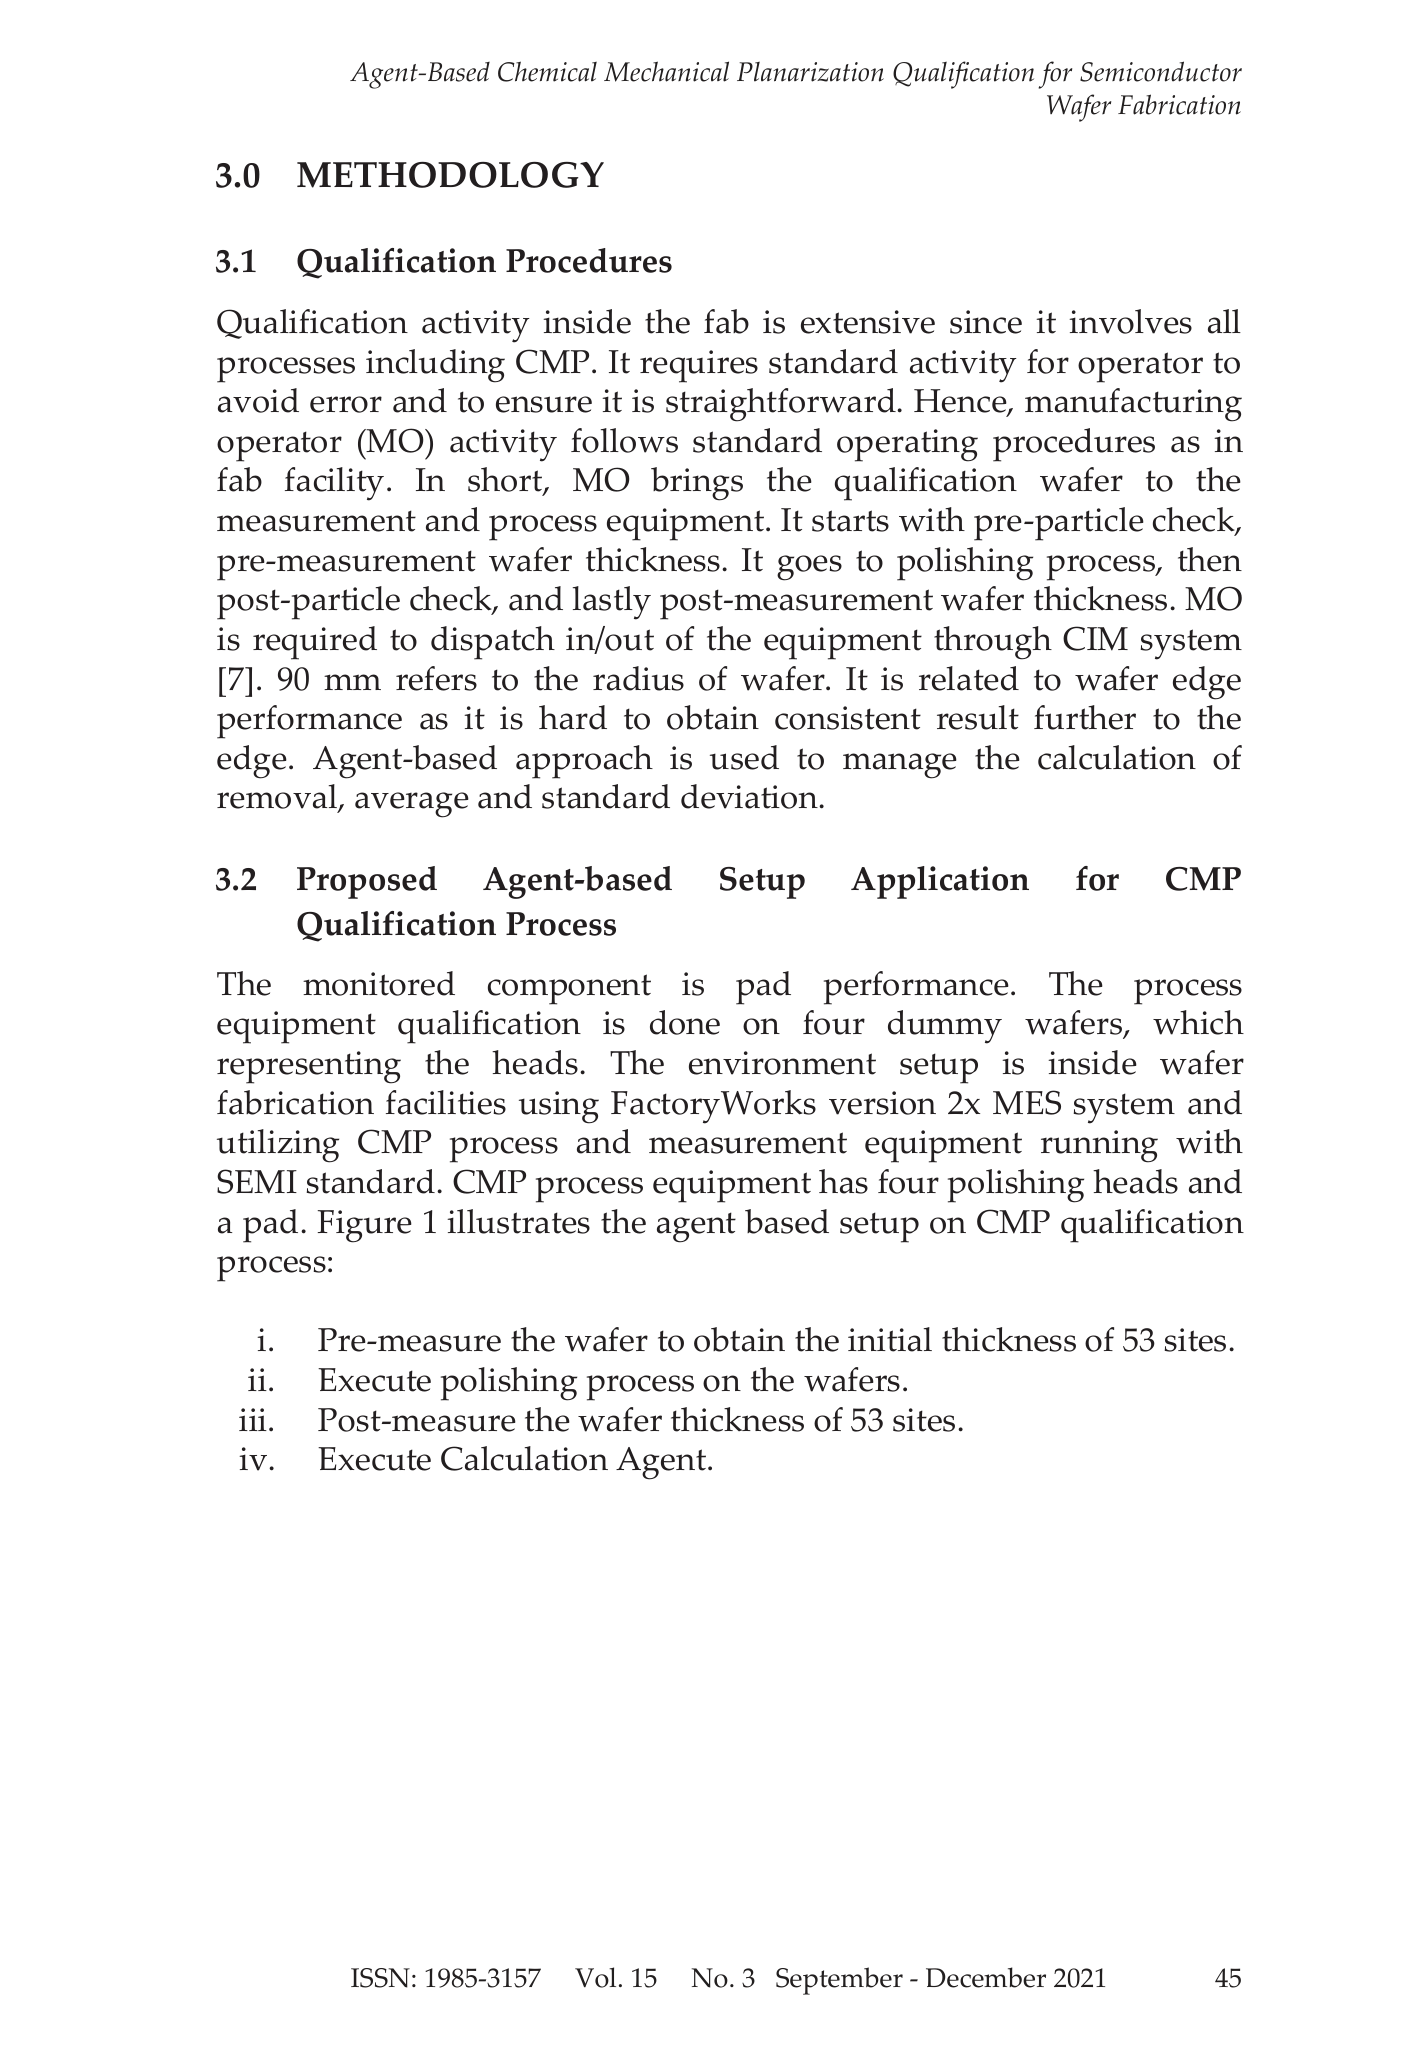 Agent-Based Chemical Mechanical Planarization Qualification for Semiconductor
Wafer Fabrication
3.0 METHODOLOGY
3.1 Qualification Procedures
Qualification activity inside the fab is extensive since it involves all
processes including CMP. It requires standard activity for operator to
avoid error and to ensure it is straightforward. Hence, manufacturing
operator (MO) activity follows standard operating procedures as in
fab facility. In short, MO brings the qualification wafer to the
measurement and process equipment. It starts with pre-particle check,
pre-measurement wafer thickness. It goes to polishing process, then
post-particle check, and lastly post-measurement wafer thickness. MO
is required to dispatch in/out of the equipment through CIM system
[7]. 90 mm refers to the radius of wafer. It is related to wafer edge
performance as it is hard to obtain consistent result further to the
edge. Agent-based approach is used to manage the calculation of
removal, average and standard deviation.
3.2 Proposed Agent-based Setup Application for CMP
Qualification Process
The monitored component is pad performance. The process
equipment qualification is done on four dummy wafers, which
representing the heads. The environment setup is inside wafer
fabrication facilities using FactoryWorks version 2x MES system and
utilizing CMP process and measurement equipment running with
SEMI standard. CMP process equipment has four polishing heads and
a pad. Figure 1 illustrates the agent based setup on CMP qualification
process:
i. Pre-measure the wafer to obtain the initial thickness of 53 sites.
ii. Execute polishing process on the wafers.
iii. Post-measure the wafer thickness of 53 sites.
iv. Execute Calculation Agent.
ISSN: 1985-3157 Vol. 15 No. 3 September - December 2021 45